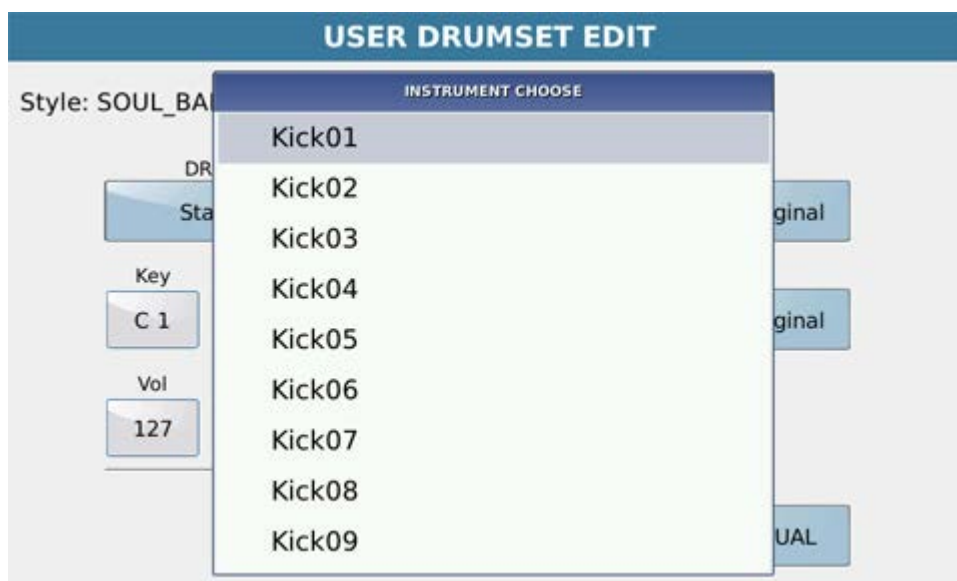 USER DRUMSET EDIT
INSTRUMENT CHOOSE
Style: SOUL_BA
Kick01
DR
Kick02
Sta
ginal
Kick03
Key
Kick04
C 1
ginal
Kick05
Vol
Kick06
127
Kick07
Kick08
Kick09
UAL